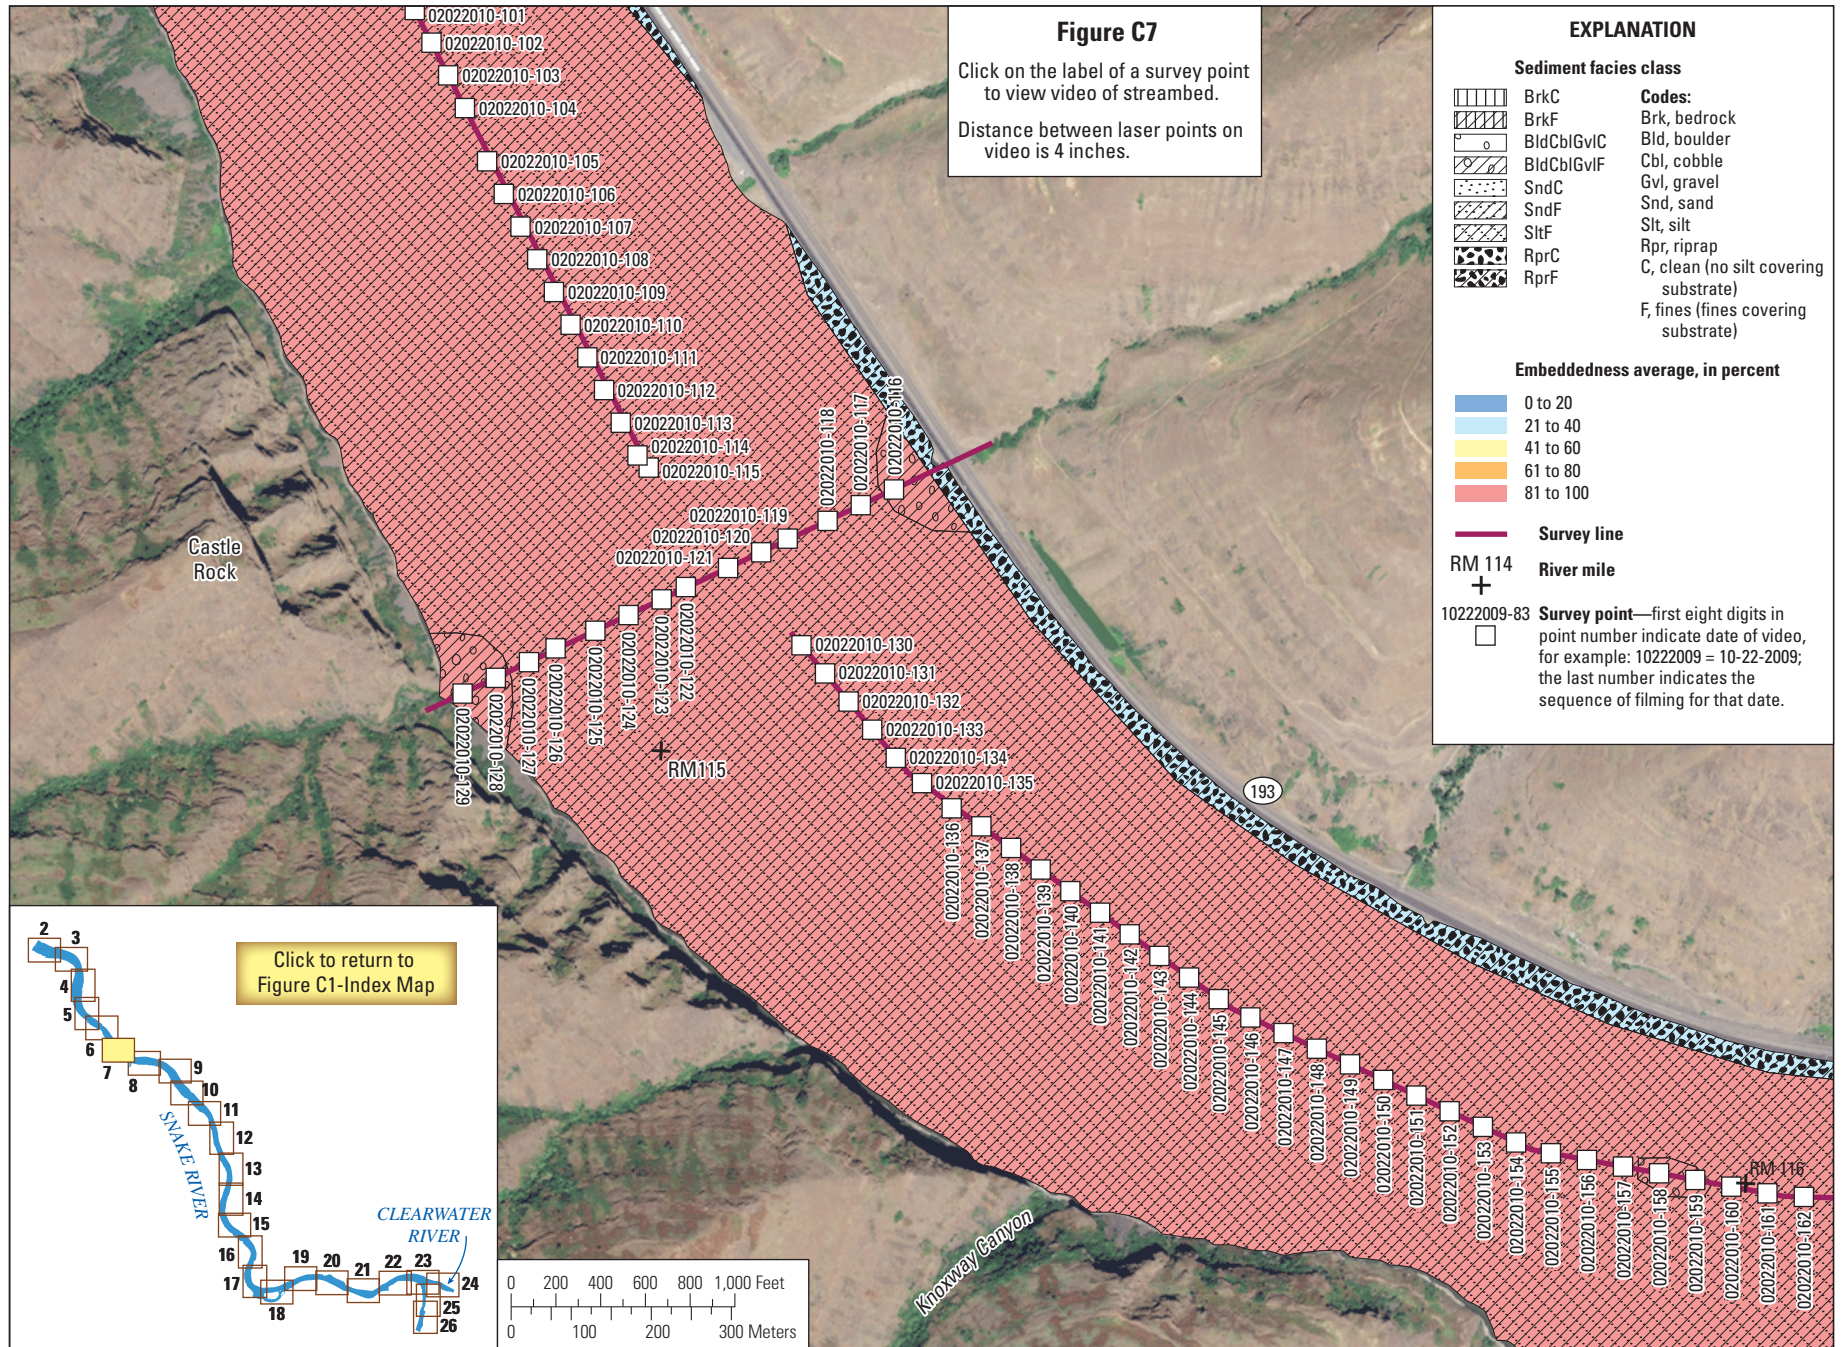 Figure C7
Click on the label of a survey point
to view video of streambed.
Distance between laser points on
video is 4 inches.
EXPLANATION
Sediment facies class
BrkC
BrkF
BldCblGvlC
BldCblGvlF
SndC
SndF
SltF
RprC
RprF
Codes:
Brk, bedrock
Bld, boulder
Cbl, cobble
Gvl, gravel
Snd, sand
Slt, silt
Rpr, riprap
C, clean (no silt covering
substrate)
F, fines (fines covering
substrate)
Embeddedness average, in percent
0 to 20
21 to 40
41 to 60
61 to 80
81 to 100
Survey line
RM 114
River mile
10222009-83
Survey point—first eight digits in
point number indicate date of video,
for example: 10222009 = 10-22-2009;
the last number indicates the
sequence of filming for that date.
02022010-101
02022010-102
02022010-103
02022010-104
02022010-105
02022010-106
02022010-107
02022010-108
02022010-109
02022010-110
02022010-111
02022010-112
02022010-113
02022010-114
02022010-115
02022010-116
02022010-117
02022010-118
02022010-119
02022010-120
02022010-121
02022010-122
02022010-123
02022010-124
02022010-125
02022010-126
02022010-127
02022010-128
02022010-129
Castle
Rock
RM115
02022010-130
02022010-131
02022010-132
02022010-133
02022010-134
02022010-135
02022010-136
02022010-137
02022010-138
02022010-139
02022010-140
02022010-141
02022010-142
02022010-143
02022010-144
02022010-145
02022010-146
02022010-147
02022010-148
02022010-149
02022010-150
02022010-151
02022010-152
02022010-153
02022010-154
02022010-155
02022010-156
02022010-157
02022010-158
02022010-159
02022010-160
02022010-161
02022010-162
193
RM 116
Knoxway Canyon
Click to return to
Figure C1-Index Map
2
3
4
5
6
7
8
9
10
11
12
13
14
15
16
17
18
19
20
21
22
23
24
25
26
SNAKE RIVER
CLEARWATER
RIVER
0 200 400 600 800 1,000 Feet
0 100 200 300 Meters